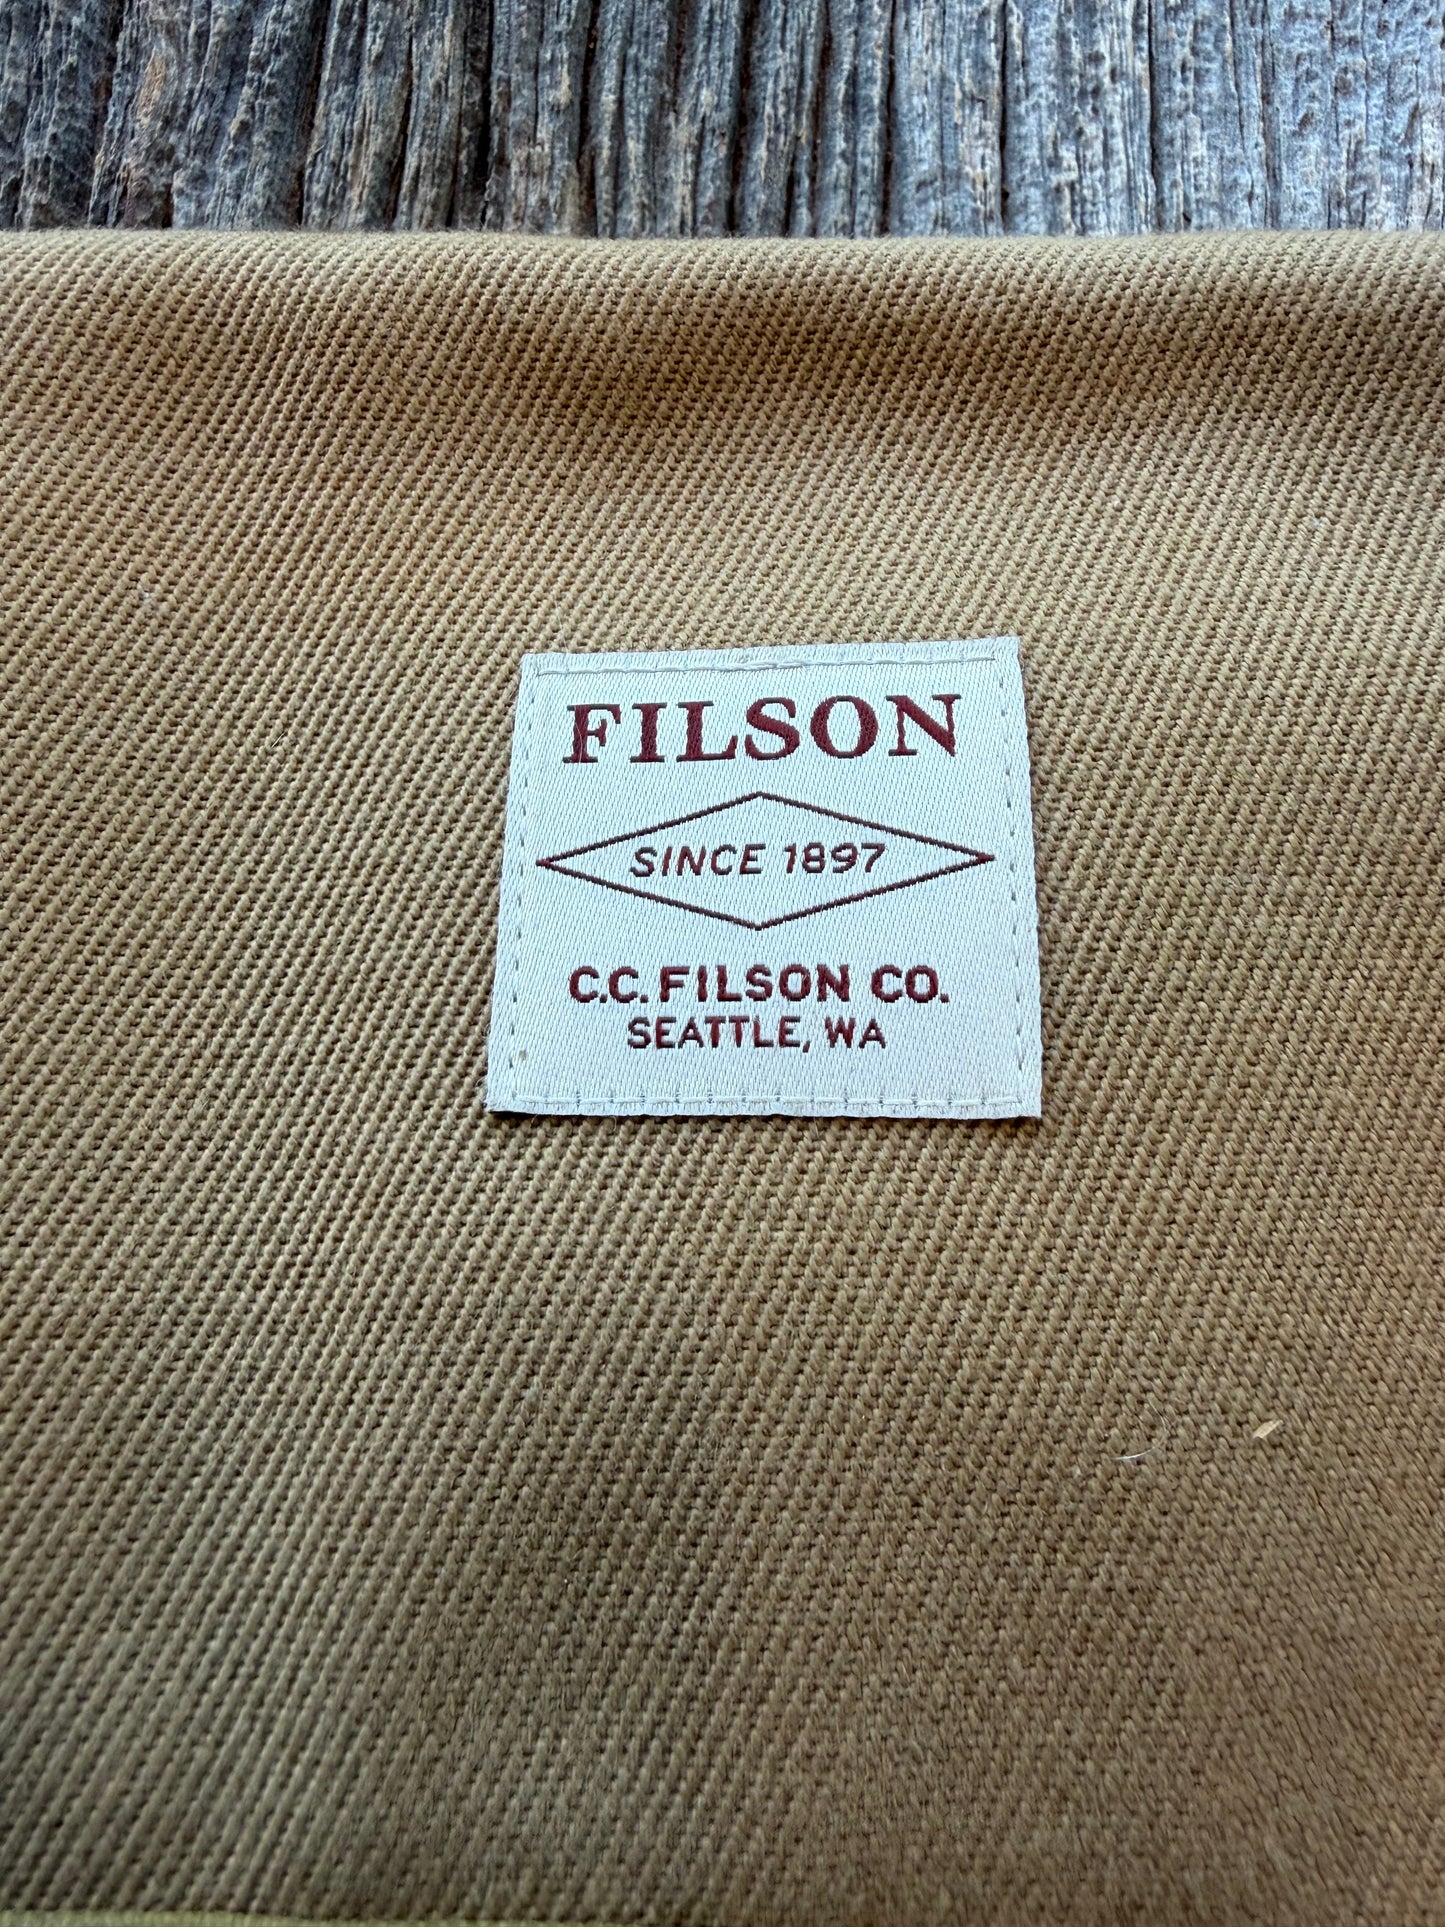 FILSON
SINCE 1897
C.C. FILSON CO.
SEATTLE, WA